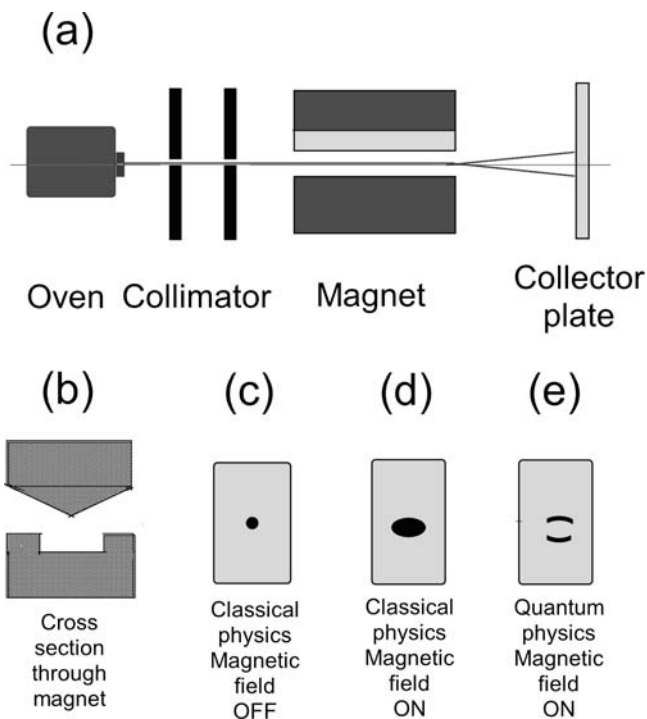 (a)
Oven
Collimator
Magnet
Collector
plate
(b)
(c)
(d)
(e)
Cross
section
through
magnet
Classical
physics
Magnetic
field
OFF
Classical
physics
Magnetic
field
ON
Quantum
physics
Magnetic
field
ON